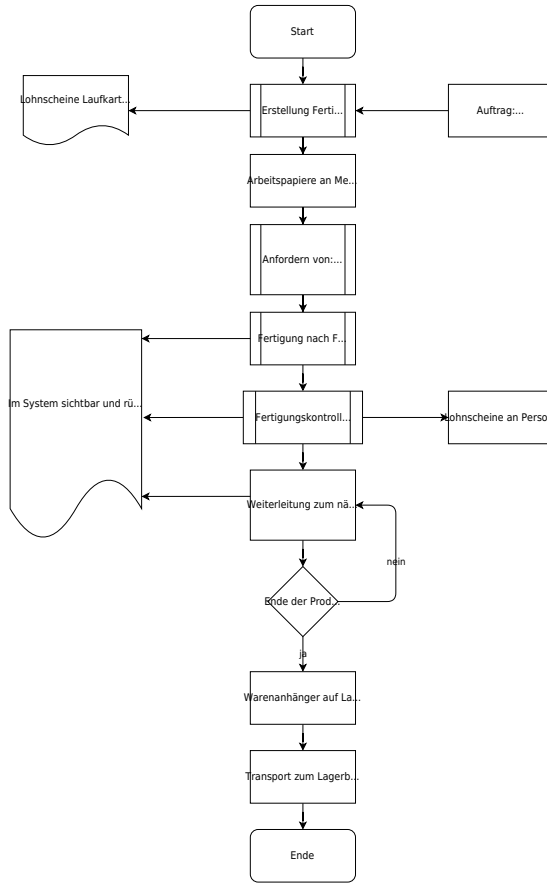 Start
Lohnscheine Laufkart...
Erstellung Ferti...
Auftrag:...
Arbeitspapiere an Me...
Anfordern von:...
Fertigung nach F...
Im System sichtbar und rü...
Fertigungskontroll...
Lohnscheine an Perso
Weiterleitung zum nä...
nein
Ende der Prod...
ja
Warenanhänger auf La...
Transport zum Lagerb...
Ende